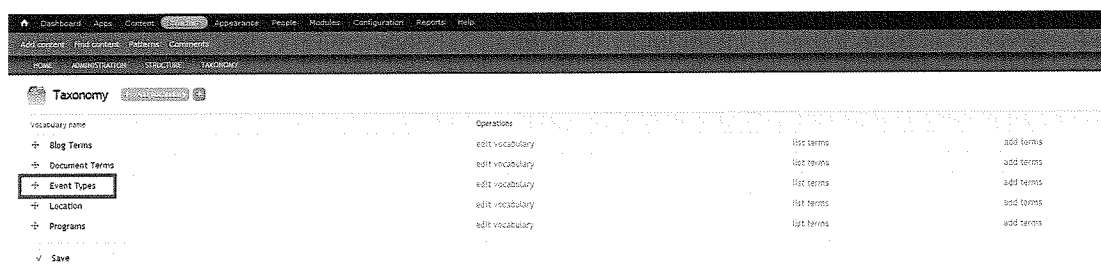 Dashboard Apps Content Structure Appearance People Modules Configuration Reports Help
Add content Find content Patterns Comments
HOME ADMINISTRATION STRUCTURE TAXONOMY
Taxonomy
Vocabulary name Operations
Blog Terms edit vocabulary list terms add terms
Document Terms edit vocabulary list terms add terms
Event Types edit vocabulary list terms add terms
Location edit vocabulary list terms add terms
Programs edit vocabulary list terms add terms
√ Save